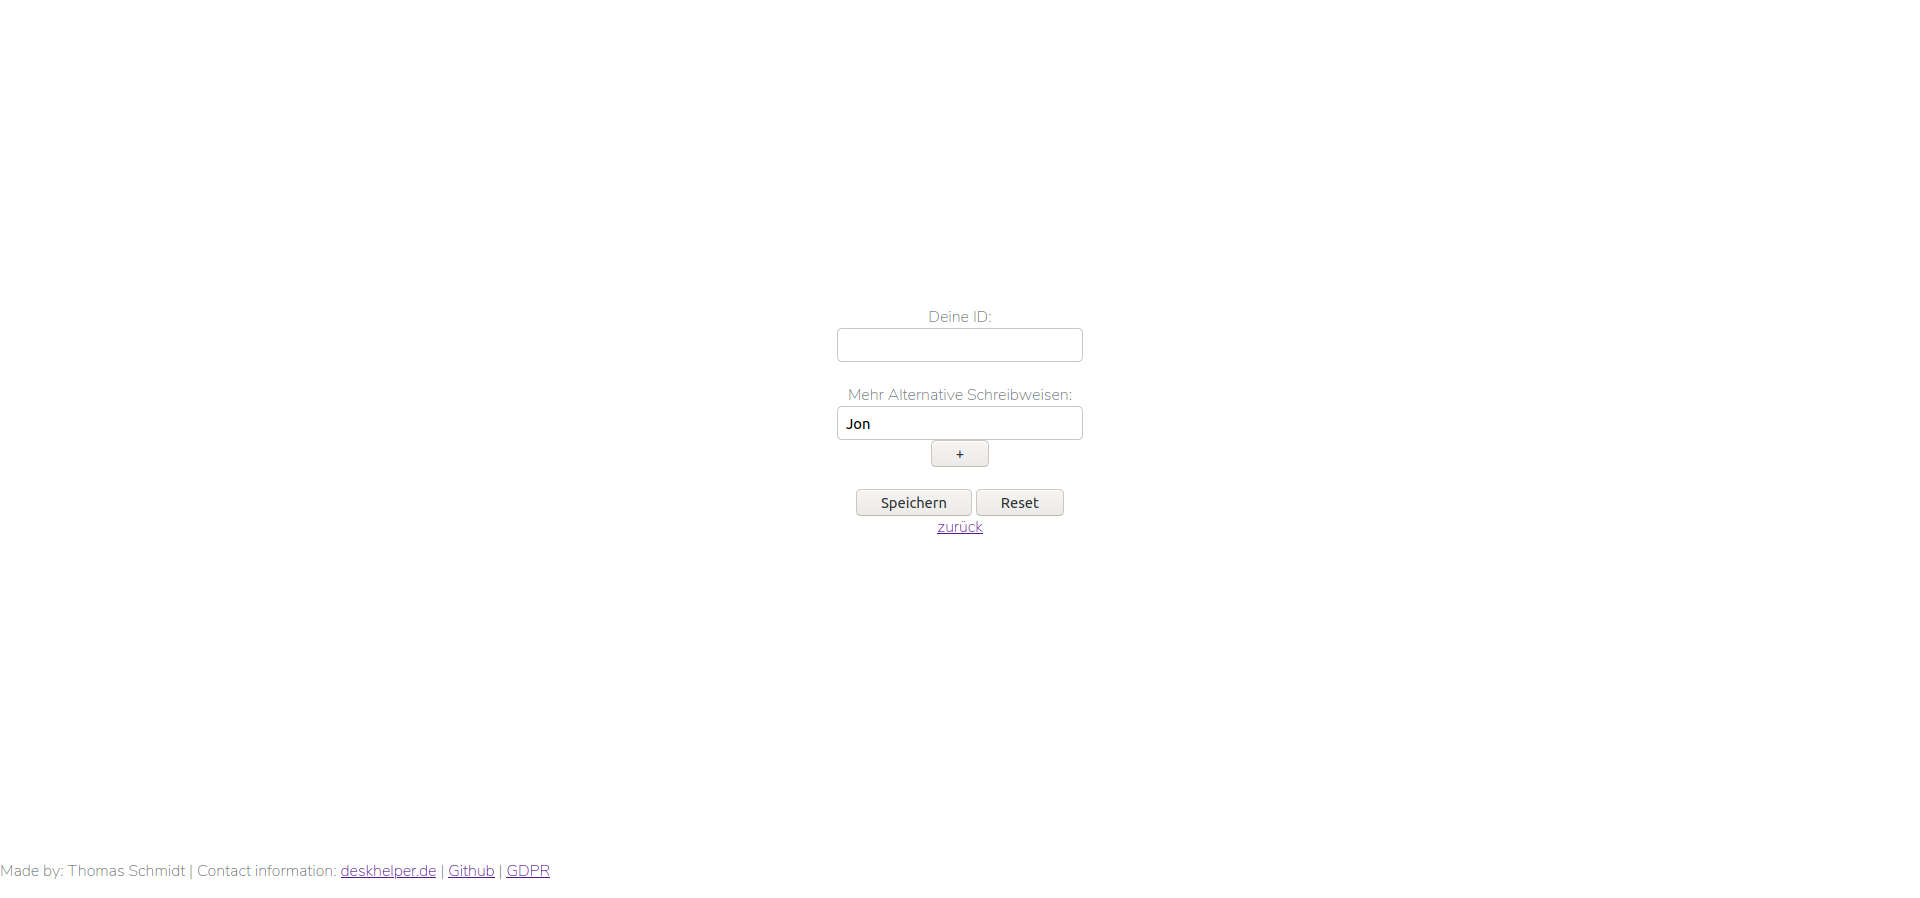 Deine ID:
Mehr Alternative Schreibweisen:
Jon
+
Speichern Reset
zurück
Made by: Thomas Schmidt | Contact information: deskhelper.de | Github | GDPR